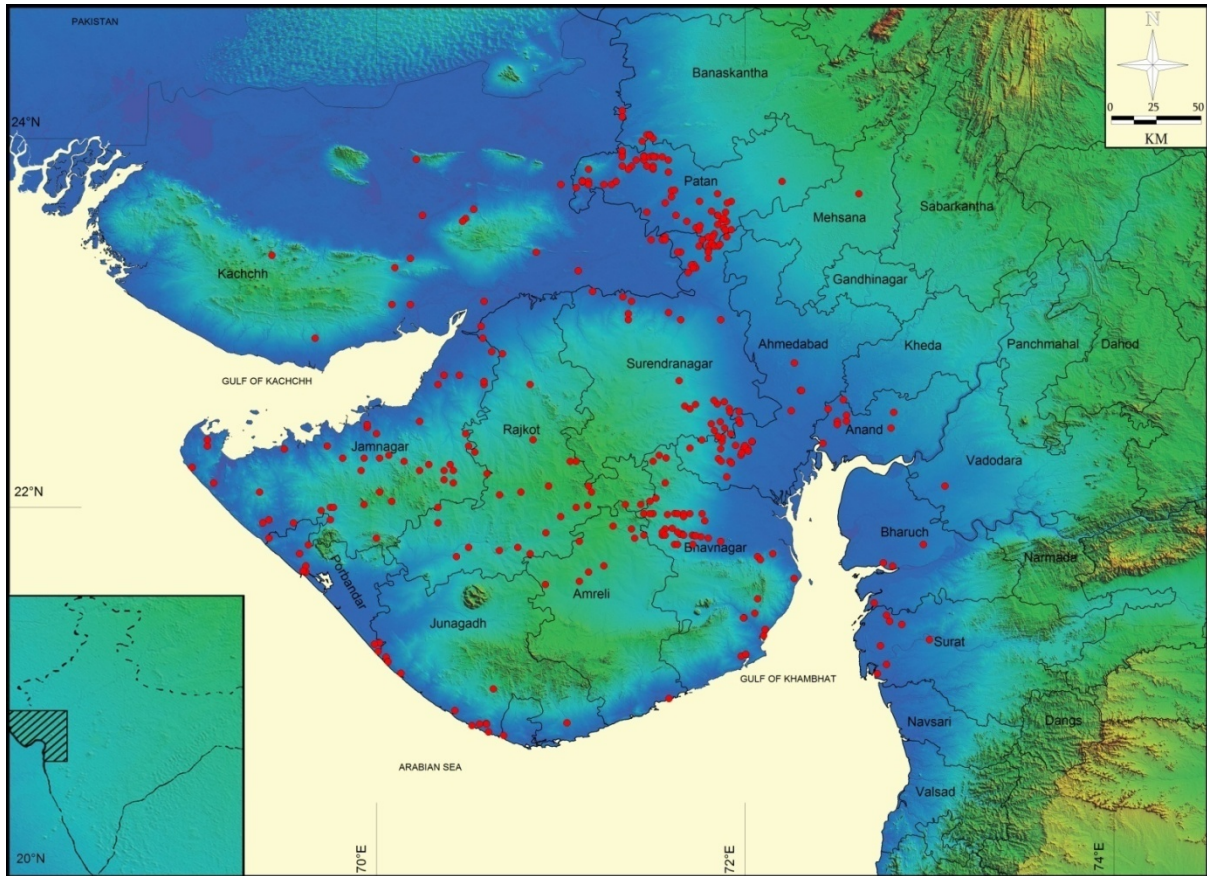 PAKISTAN
N
0 25 50
KM
Banaskantha
24°N
Patan
Mehsana
Sabarkantha
Kachchh
Gandhinagar
Ahmedabad
Kheda
Panchmahal
Dahod
Surendranagar
GULF OF KACHCHH
Rajkot
Anand
Jamnagar
Vadodara
22°N
Bharuch
Bhavnagar
Narmada
Porbandar
Amreli
Junagadh
Surat
GULF OF KHAMBHAT
Navsari
Dangs
ARABIAN SEA
Valsad
20°N
70°E
72°E
74°E